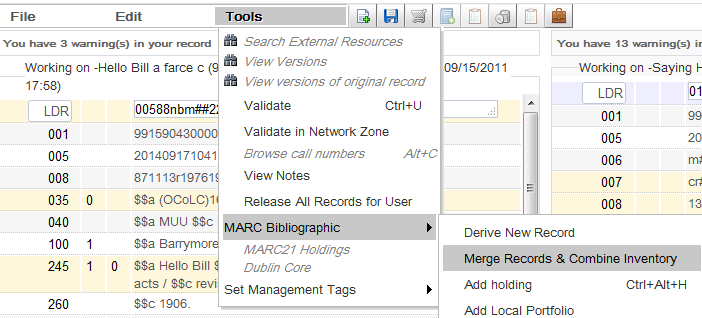 File Edit Tools
You have 3 warning(s) in your record
You have 13 warning(s) in
Working on -Hello Bill a farce c (9
09/15/2011
17:58)
Working on -Saying H
Search External Resources
View Versions
View versions of original record
Validate Ctrl+U
Validate in Network Zone
Browse call numbers Alt+C
View Notes
Release All Records for User
MARC Bibliographic
MARC21 Holdings
Dublin Core
Set Management Tags
Derive New Record
Merge Records & Combine Inventory
Add holding Ctrl+Alt+H
Add Local Portfolio
LDR 00588nbm##22
001 991590430000
005 201409171041
008 871113r197619
035 0 $$a (OCoLC)16
040 $$a MUU $$c
100 1 $$a Barrymore
245 1 0 $$a Hello Bill $
acts / $$c revis
260 $$c 1906.
LDR 01
001 99
005 20
006 m#
007 cr#
008 13